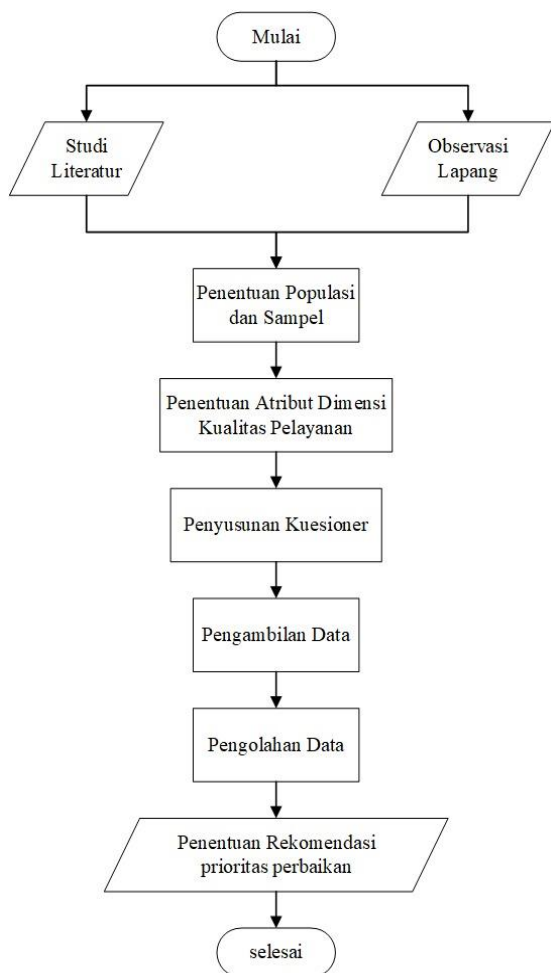 Mulai
Studi
Literatur
Observasi
Lapang
Penentuan Populasi
dan Sampel
Penentuan Atribut Dimensi
Kualitas Pelayanan
Penyusunan Kuesioner
Pengambilan Data
Pengolahan Data
Penentuan Rekomendasi
prioritas perbaikan
selesai